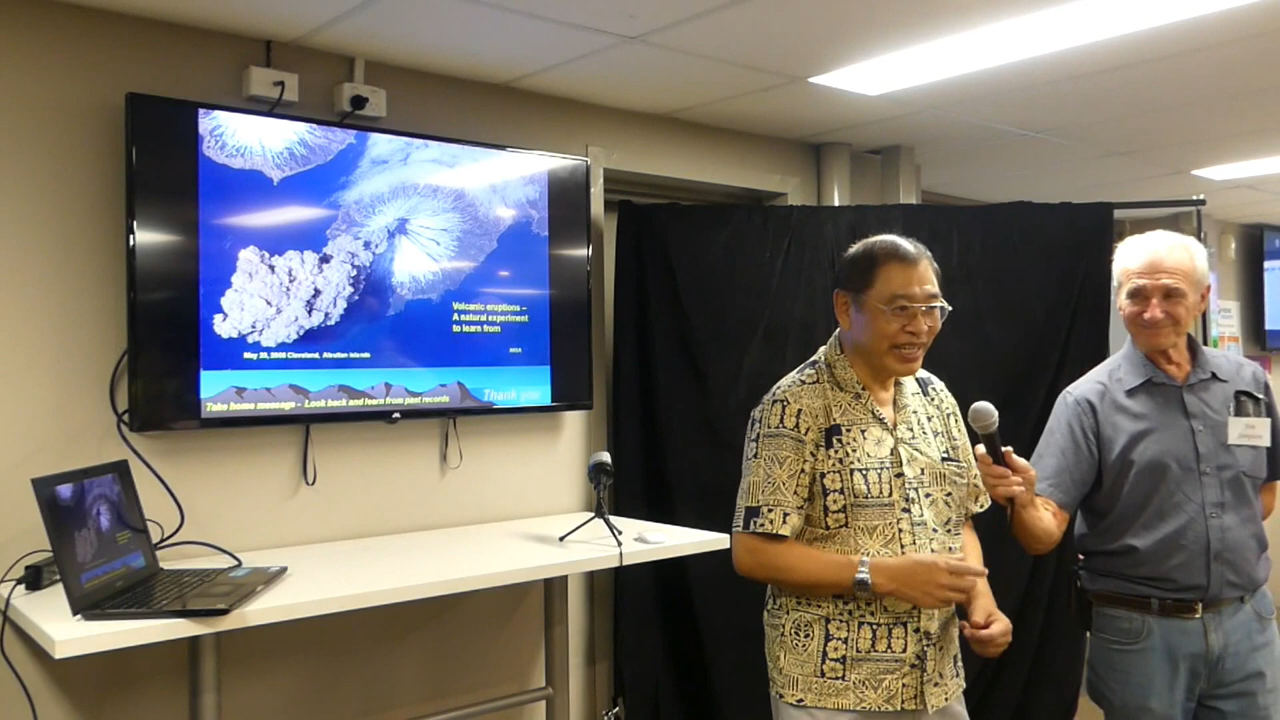 Volcanic eruptions –
A natural experiment
to learn from
NASA
May 23, 2006 Cleveland, Aleutian Islands
Thank you
Take home message - Look back and learn from past records